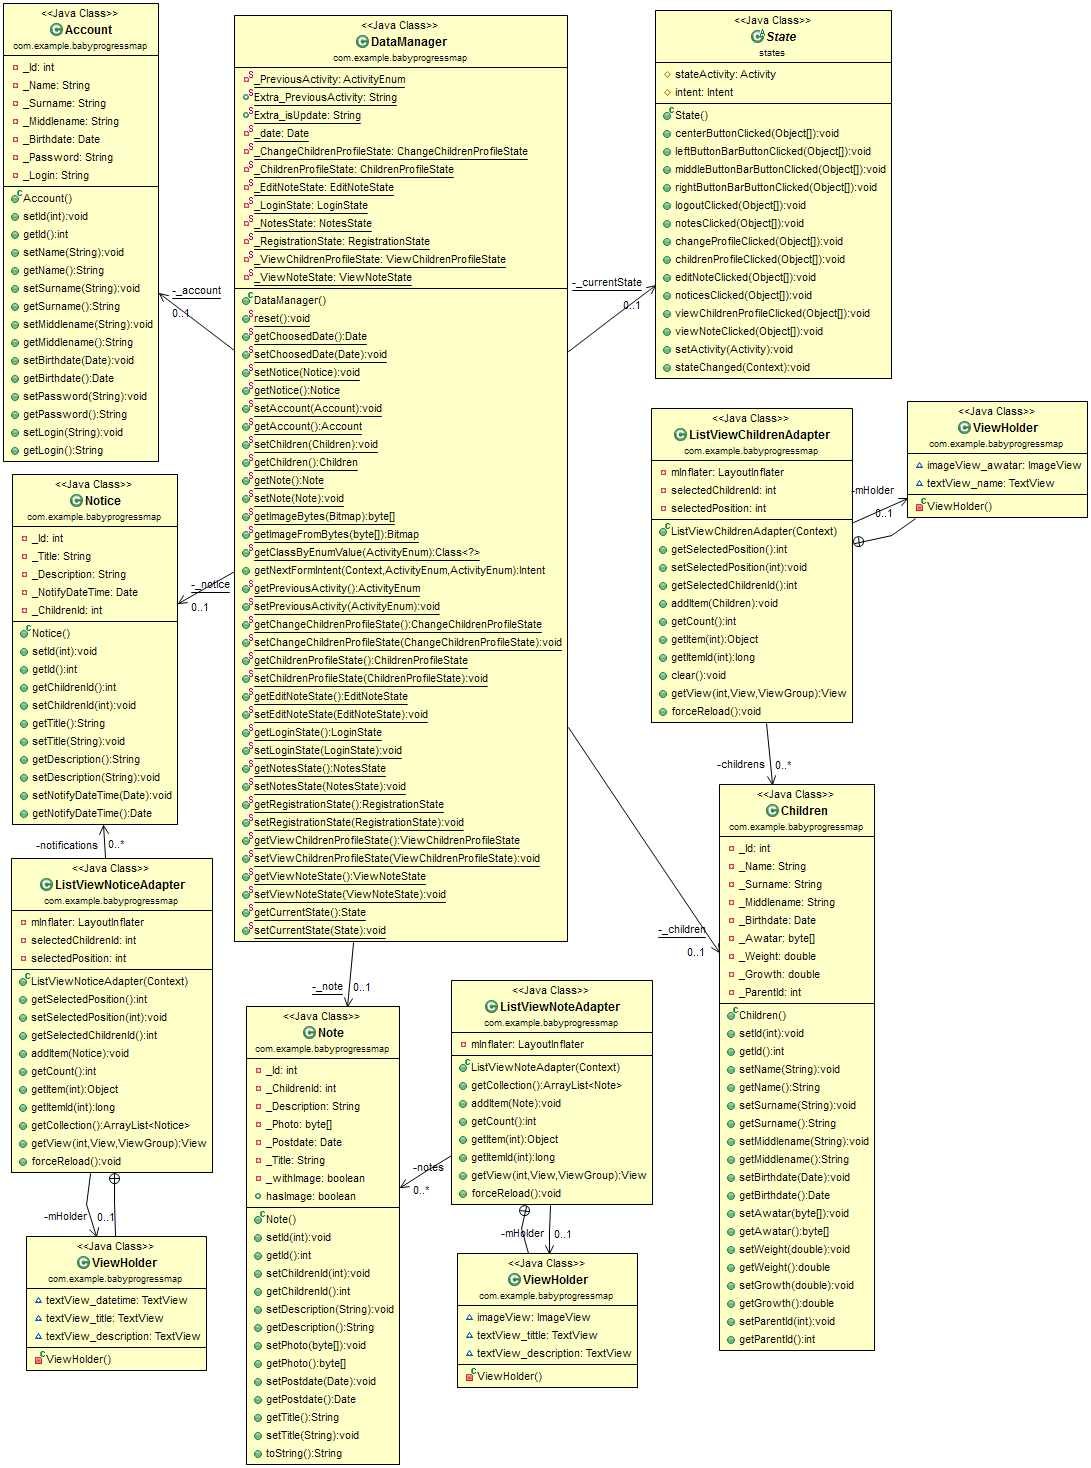 <<Java Class>>
Account
com.example.babyprogressmap
_Id: int
_Name: String
_Surname: String
_Middlename: String
_Birthdate: Date
_Password: String
_Login: String
Account()
setId(int):void
getId():int
setName(String):void
getName():String
setSurname(String):void
getSurname():String
setMiddlename(String):void
getMiddlename():String
setBirthdate(Date):void
getBirthdate():Date
setPassword(String):void
getPassword():String
setLogin(String):void
getLogin():String
-_account
0..1
<<Java Class>>
DataManager
com.example.babyprogressmap
_PreviousActivity: ActivityEnum
Extra_PreviousActivity: String
Extra_isUpdate: String
_date: Date
_ChangeChildrenProfileState: ChangeChildrenProfileState
_ChildrenProfileState: ChildrenProfileState
_EditNoteState: EditNoteState
_LoginState: LoginState
_NotesState: NotesState
_RegistrationState: RegistrationState
_ViewChildrenProfileState: ViewChildrenProfileState
_ViewNoteState: ViewNoteState
DataManager()
reset():void
getChoosedDate():Date
setChoosedDate(Date):void
setNotice(Notice):void
getNotice():Notice
setAccount(Account):void
getAccount():Account
setChildren(Children):void
getChildren():Children
getNote():Note
setNote(Note):void
getImageBytes(Bitmap):byte[]
getImageFromBytes(byte[]):Bitmap
getClassByEnumValue(ActivityEnum):Class<?>
getNextFormIntent(Context,ActivityEnum,ActivityEnum):Intent
getPreviousActivity():ActivityEnum
setPreviousActivity(ActivityEnum):void
getChangeChildrenProfileState():ChangeChildrenProfileState
setChangeChildrenProfileState(ChangeChildrenProfileState):void
getChildrenProfileState():ChildrenProfileState
setChildrenProfileState(ChildrenProfileState):void
getEditNoteState():EditNoteState
setEditNoteState(EditNoteState):void
getLoginState():LoginState
setLoginState(LoginState):void
getNotesState():NotesState
setNotesState(NotesState):void
getRegistrationState():RegistrationState
setRegistrationState(RegistrationState):void
getViewChildrenProfileState():ViewChildrenProfileState
setViewChildrenProfileState(ViewChildrenProfileState):void
getViewNoteState():ViewNoteState
setViewNoteState(ViewNoteState):void
getCurrentState():State
setCurrentState(State):void
-_currentState
0..1
<<Java Class>>
State
states
stateActivity: Activity
intent: Intent
State()
centerButtonClicked(Object[]):void
leftButtonBarButtonClicked(Object[]):void
middleButtonBarButtonClicked(Object[]):void
rightButtonBarButtonClicked(Object[]):void
logoutClicked(Object[]):void
notesClicked(Object[]):void
changeProfileClicked(Object[]):void
childrenProfileClicked(Object[]):void
editNoteClicked(Object[]):void
noticesClicked(Object[]):void
viewChildrenProfileClicked(Object[]):void
viewNoteClicked(Object[]):void
setActivity(Activity):void
stateChanged(Context):void
<<Java Class>>
ListViewChildrenAdapter
com.example.babyprogressmap
mInflater: LayoutInflater
selectedChildrenId: int
selectedPosition: int
ListViewChildrenAdapter(Context)
getSelectedPosition():int
setSelectedPosition(int):void
getSelectedChildrenId():int
addItem(Children):void
getCount():int
getItem(int):Object
getItemId(int):long
clear():void
getView(int,View,ViewGroup):View
forceReload():void
-mHolder
0..1
<<Java Class>>
ViewHolder
com.example.babyprogressmap
imageView_awatar: ImageView
textView_name: TextView
ViewHolder()
-childrens
0..*
<<Java Class>>
Notice
com.example.babyprogressmap
_Id: int
_Title: String
_Description: String
_NotifyDateTime: Date
_ChildrenId: int
Notice()
setId(int):void
getId():int
getChildrenId():int
setChildrenId(int):void
getTitle():String
setTitle(String):void
getDescription():String
setDescription(String):void
setNotifyDateTime(Date):void
getNotifyDateTime():Date
-_notice
0..1
-notifications
0..*
<<Java Class>>
ListViewNoticeAdapter
com.example.babyprogressmap
mInflater: LayoutInflater
selectedChildrenId: int
selectedPosition: int
ListViewNoticeAdapter(Context)
getSelectedPosition():int
setSelectedPosition(int):void
getSelectedChildrenId():int
addItem(Notice):void
getCount():int
getItem(int):Object
getItemId(int):long
getCollection():ArrayList<Notice>
getView(int,View,ViewGroup):View
forceReload():void
-mHolder
0..1
<<Java Class>>
ViewHolder
com.example.babyprogressmap
textView_datetime: TextView
textView_title: TextView
textView_description: TextView
ViewHolder()
-_note
0..1
<<Java Class>>
Note
com.example.babyprogressmap
_Id: int
_ChildrenId: int
_Description: String
_Photo: byte[]
_Postdate: Date
_Title: String
_withImage: boolean
hasImage: boolean
Note()
setId(int):void
getId():int
setChildrenId(int):void
getChildrenId():int
setDescription(String):void
getDescription():String
setPhoto(byte[]):void
getPhoto():byte[]
setPostdate(Date):void
getPostdate():Date
getTitle():String
setTitle(String):void
toString():String
-notes
0..*
<<Java Class>>
ListViewNoteAdapter
com.example.babyprogressmap
mInflater: LayoutInflater
ListViewNoteAdapter(Context)
getCollection():ArrayList<Note>
addItem(Note):void
getCount():int
getItem(int):Object
getItemId(int):long
getView(int,View,ViewGroup):View
forceReload():void
-mHolder
0..1
<<Java Class>>
ViewHolder
com.example.babyprogressmap
imageView: ImageView
textView_tittle: TextView
textView_description: TextView
ViewHolder()
-_children
0..1
<<Java Class>>
Children
com.example.babyprogressmap
_Id: int
_Name: String
_Surname: String
_Middlename: String
_Birthdate: Date
_Awatar: byte[]
_Weight: double
_Growth: double
_ParentId: int
Children()
setId(int):void
getId():int
setName(String):void
getName():String
setSurname(String):void
getSurname():String
setMiddlename(String):void
getMiddlename():String
setBirthdate(Date):void
getBirthdate():Date
setAwatar(byte[]):void
getAwatar():byte[]
setWeight(double):void
getWeight():double
setGrowth(double):void
getGrowth():double
setParentId(int):void
getParentId():int